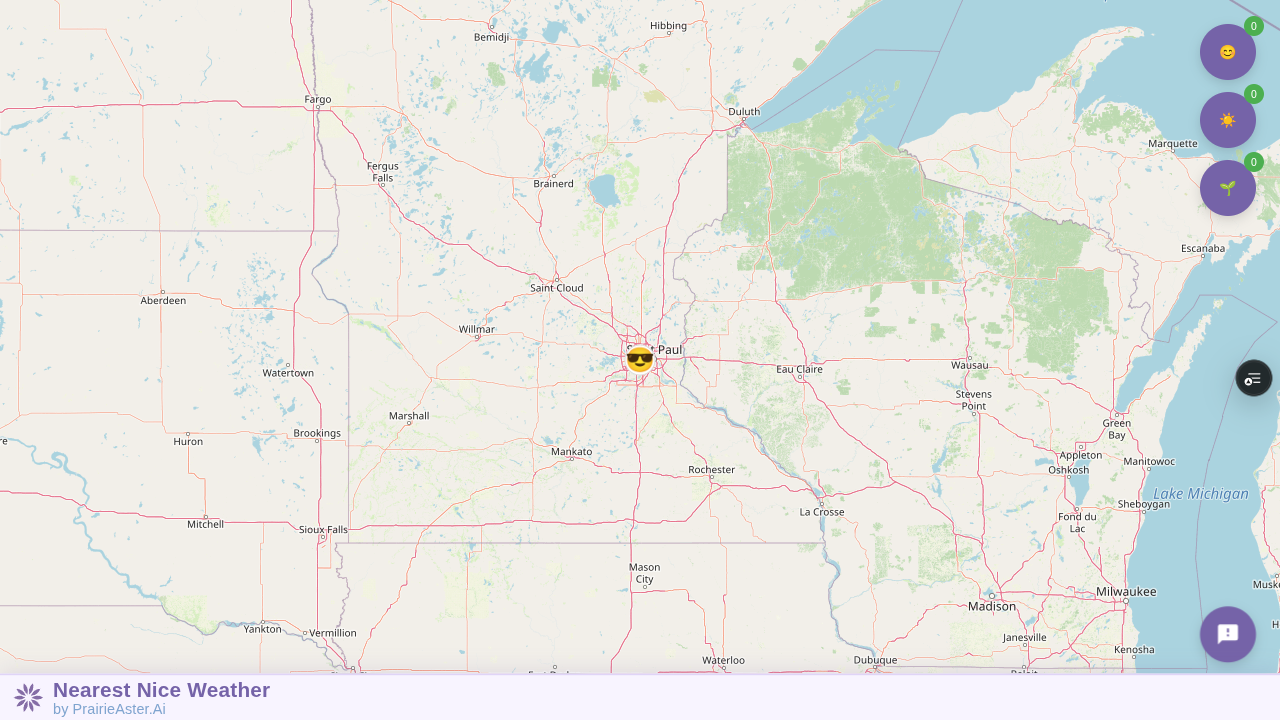 Hibbing
Bemidji
0
0
0
Fargo
Duluth
Marquette
Fergus
Falls
Brainerd
Escanaba
Saint Cloud
Aberdeen
Willmar
Paul
Eau Claire
Wausau
Watertown
Stevens
Point
Marshall
Green
Bay
Brookings
Huron
Mankato
Appleton
Manitowoc
Rochester
Oshkosh
Lake Michigan
Sheboygan
La Crosse
Fond du
Lac
Mitchell
Sioux Falls
Mason
City
Milwaukee
Madison
Yankton
Vermillion
Janesville
Kenosha
Waterloo
Dubuque
Nearest Nice Weather
by PrairieAster.Ai